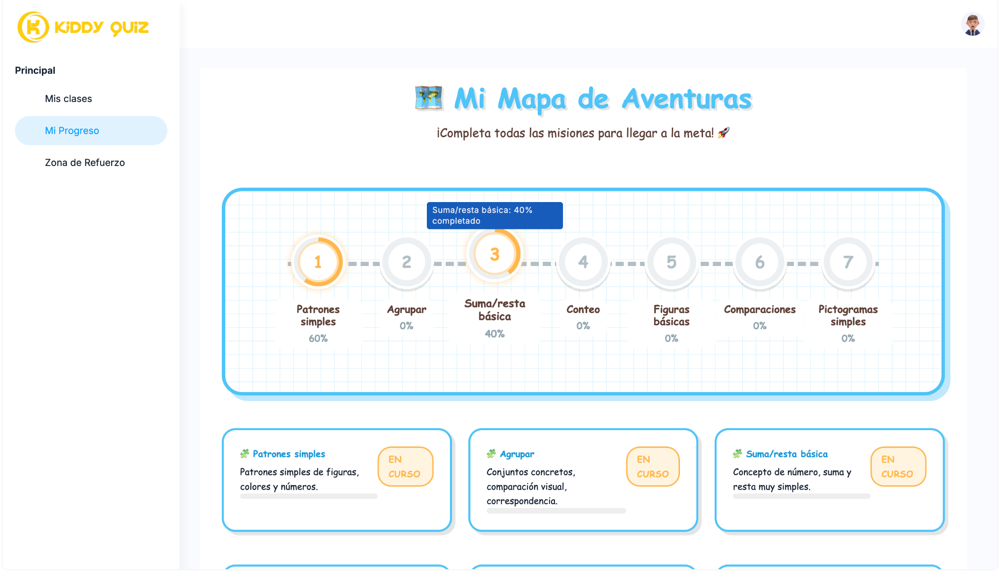 K KiDDY QUiZ
Principal
Mis clases
Mi Progreso
Zona de Refuerzo
Mi Mapa de Aventuras
¡Completa todas las misiones para llegar a la meta!
Suma/resta básica: 40%
completado
1
2
3
4
5
6
7
Patrones
simples
60%
Agrupar
0%
Suma/resta
básica
40%
Conteo
0%
Figuras
básicas
0%
Comparaciones
0%
Pictogramas
simples
0%
Patrones simples
Patrones simples de figuras,
colores y números.
EN
CURSO
Agrupar
Conjuntos concretos,
comparación visual,
correspondencia.
EN
CURSO
Suma/resta básica
Concepto de número, suma y
resta muy simples.
EN
CURSO